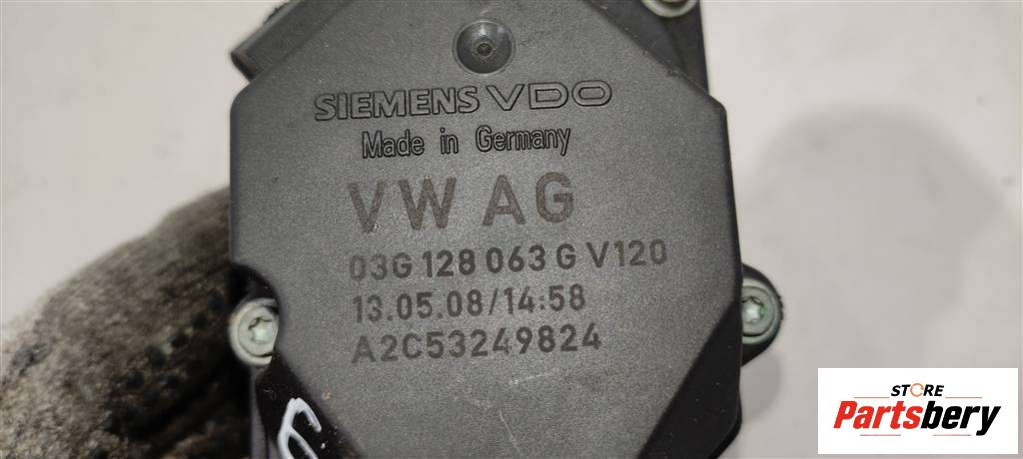 SIEMENS VDO
Made in Germany
VW AG
03G 128 063 G V120
13.05.08/14:58
A2C53249824
STORE
Partsbery